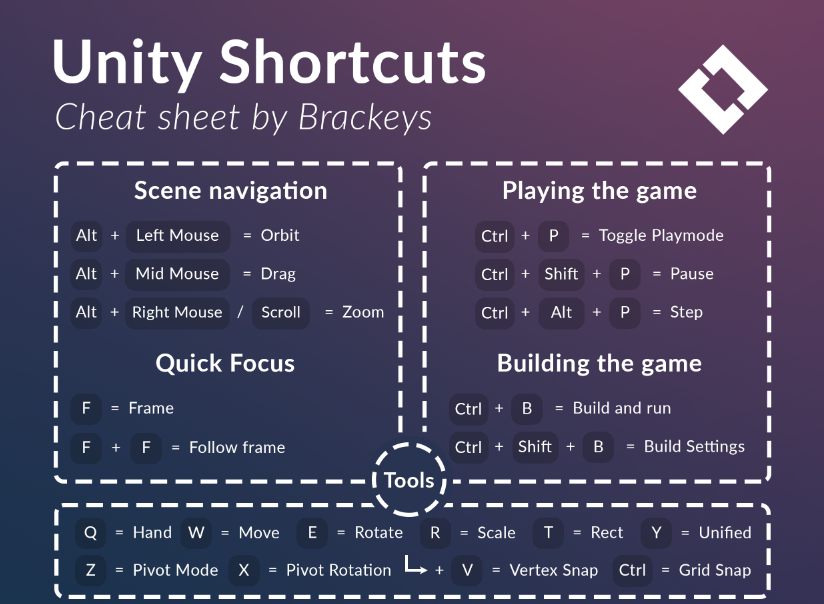 Unity Shortcuts
Cheat sheet by Brackeys
Scene navigation
Alt + Left Mouse = Orbit
Alt + Mid Mouse = Drag
Alt + Right Mouse / Scroll = Zoom
Quick Focus
F = Frame
F + F = Follow frame
Playing the game
Ctrl + P = Toggle Playmode
Ctrl + Shift + P = Pause
Ctrl + Alt + P = Step
Building the game
Ctrl + B = Build and run
Ctrl + Shift + B = Build Settings
Tools
Q = Hand W = Move E = Rotate R = Scale T = Rect Y = Unified
Z = Pivot Mode X = Pivot Rotation + V = Vertex Snap Ctrl = Grid Snap